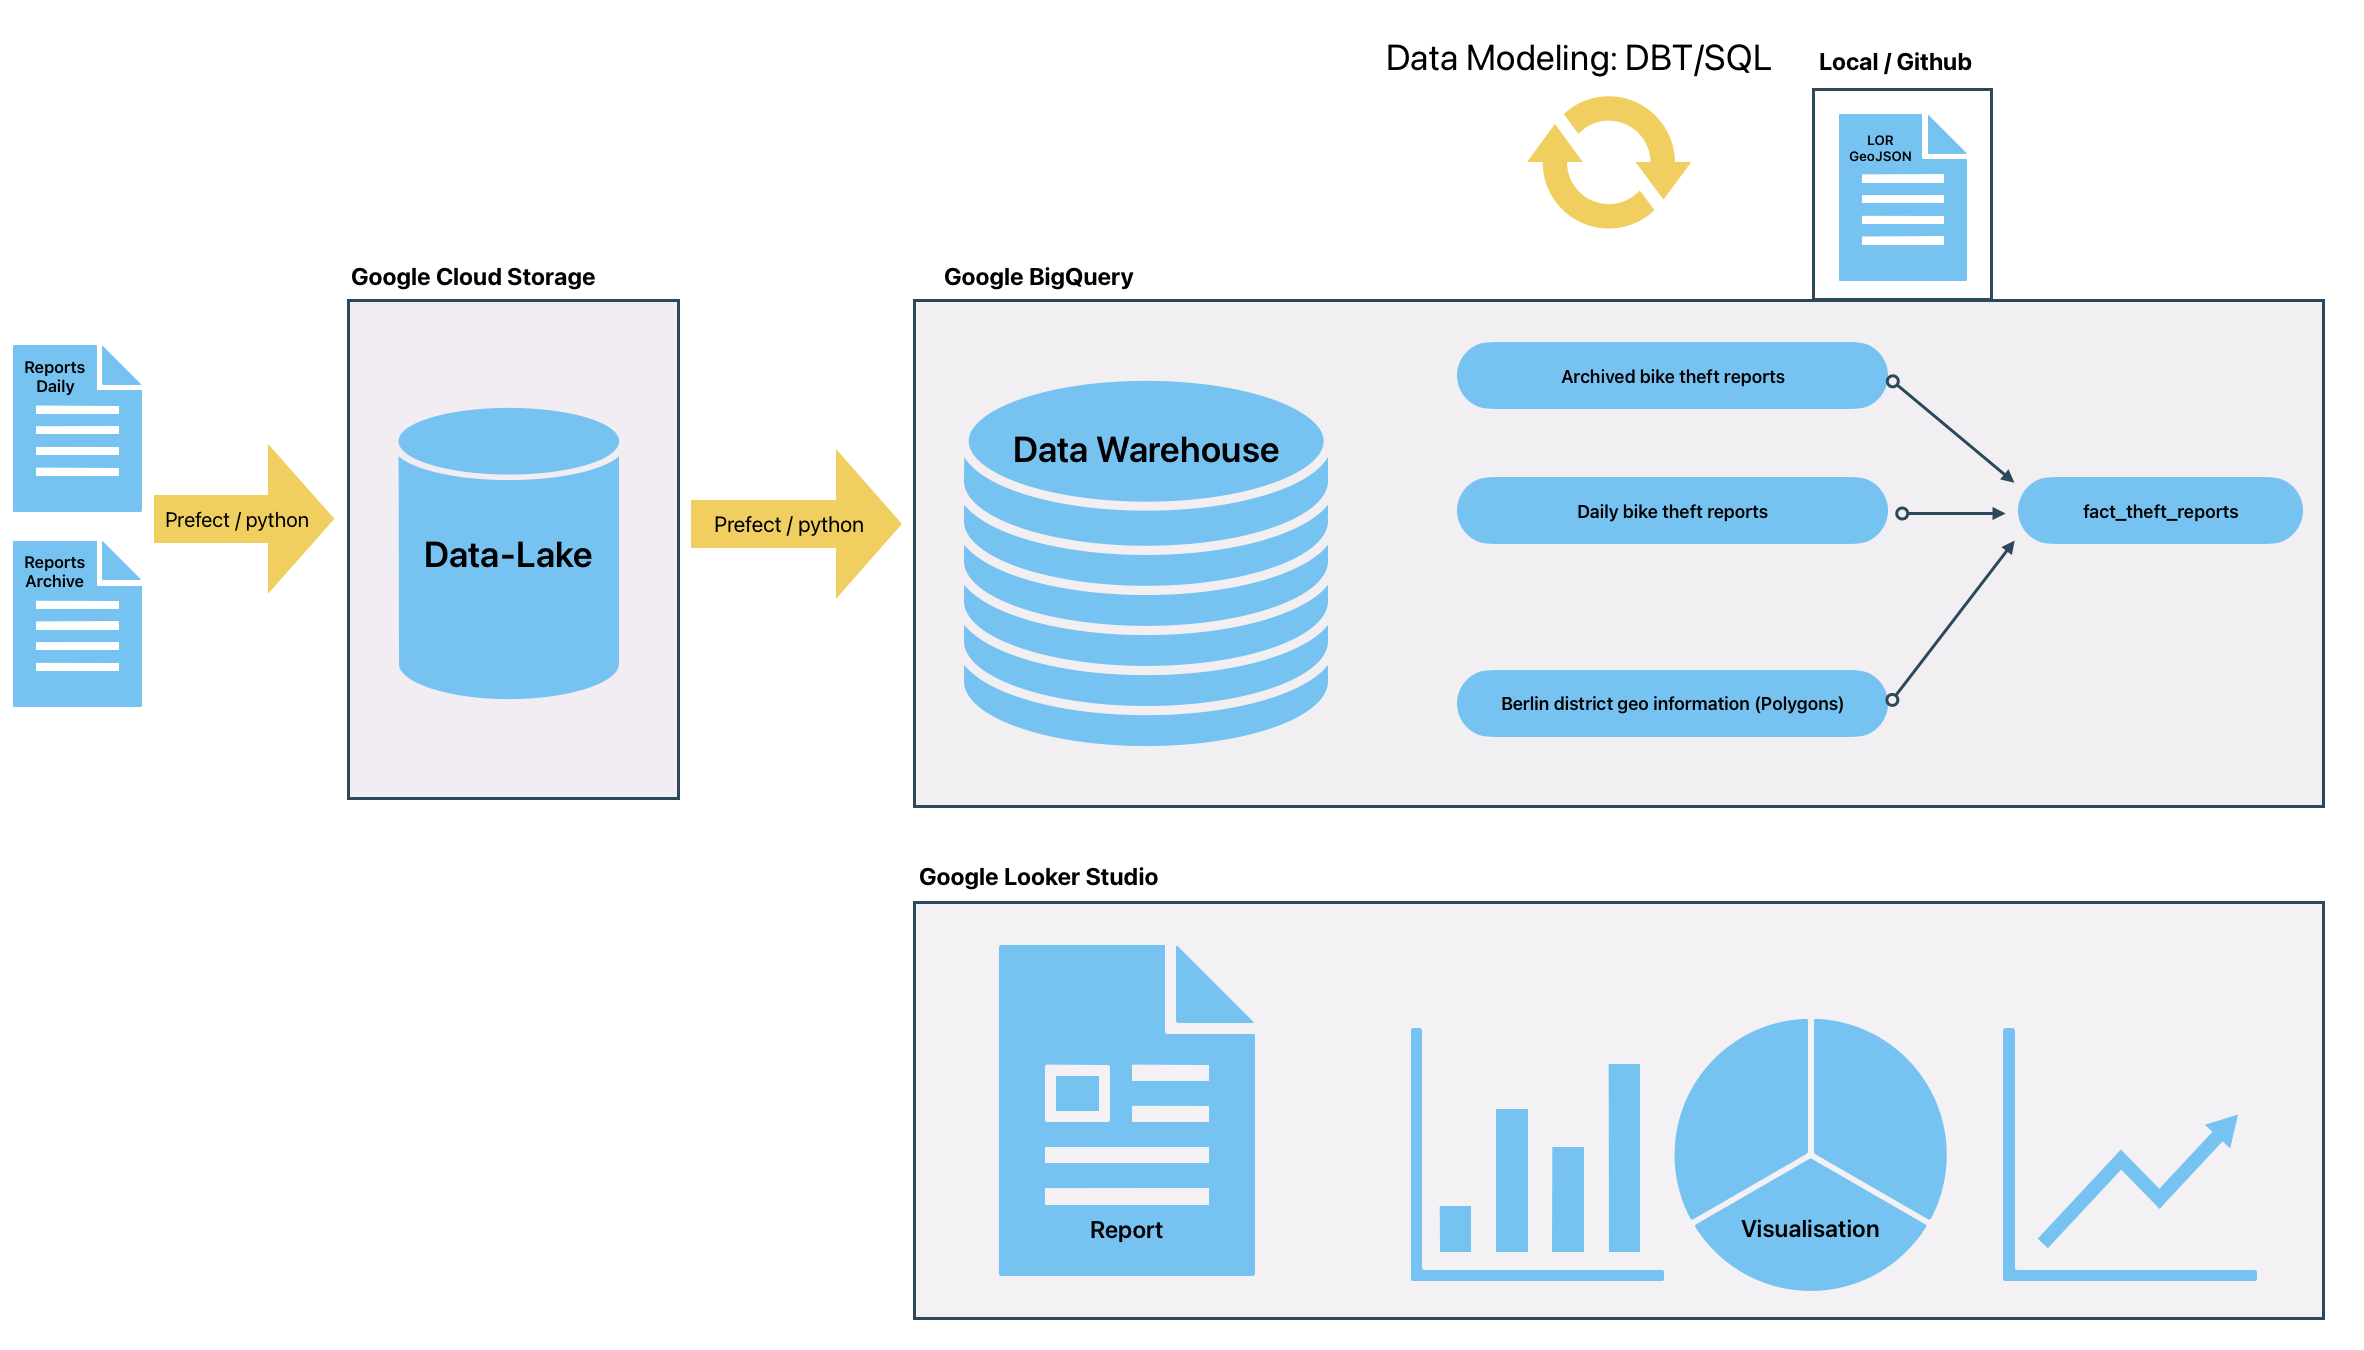 Data Modeling: DBT/SQL
Local / Github
LOR
GeoJSON
Google Cloud Storage
Google BigQuery
Reports
Daily
Reports
Archive
Prefect / python
Data-Lake
Prefect / python
Data Warehouse
Archived bike theft reports
Daily bike theft reports
fact_theft_reports
Berlin district geo information (Polygons)
Google Looker Studio
Report
Visualisation